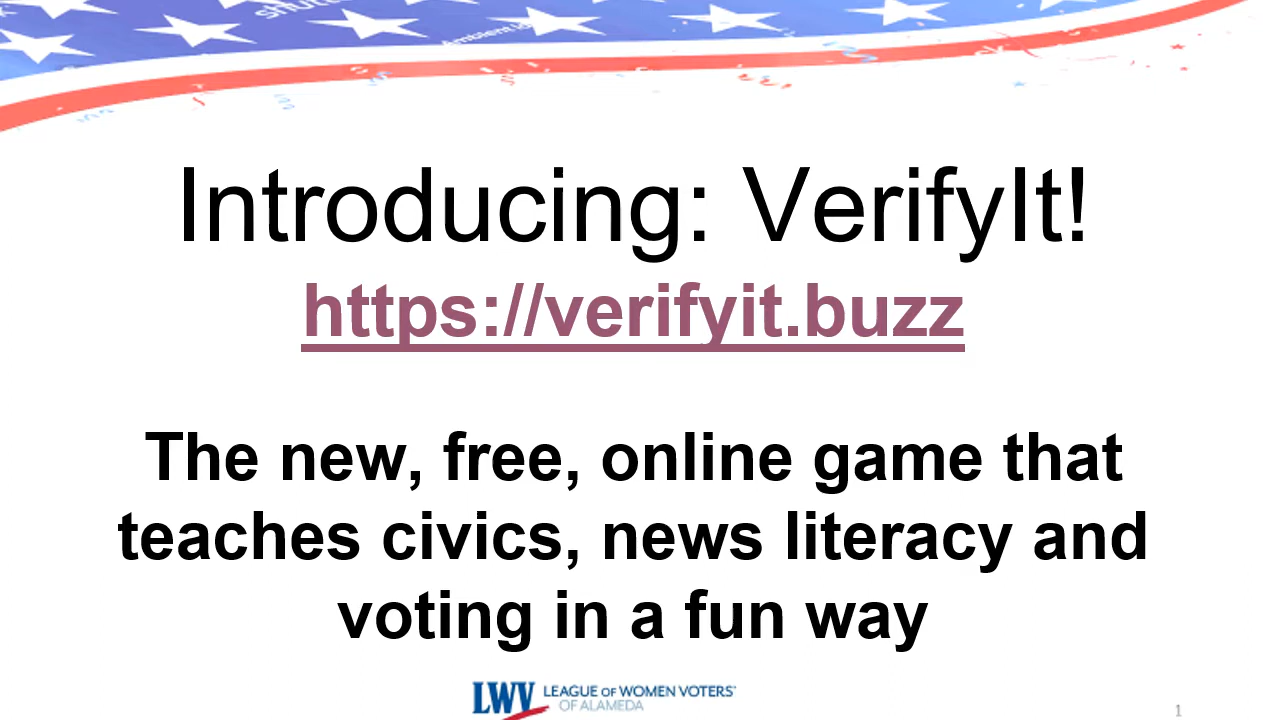 Introducing: VerifyIt!
https://verifyit.buzz
The new, free, online game that
teaches civics, news literacy and
voting in a fun way
LWV LEAGUE OF WOMEN VOTERS®
OF ALAMEDA
1